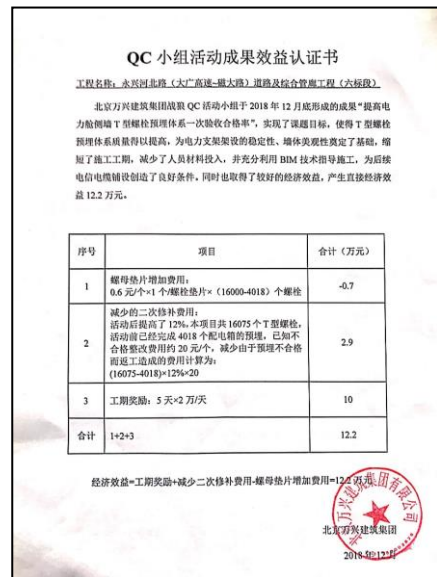 QC 小组活动成果效益认证书
工程名称：永兴河北路（大广高速~磁大路）道路及综合管廊工程（六标段）
北京万兴建筑集团战狼 QC 活动小组于 2018 年 12 月底形成的成果“提高电
力舱侧墙 T 型螺栓预埋体系一次验收合格率”，实现了课题目标，使得 T 型螺栓
预埋体系质量得以提高，为电力支架架设的稳定性、墙体美观性奠定了基础，缩
短了施工工期，减少了人员材料投入，并充分利用 BIM 技术指导施工，为后续
电信电缆铺设创造了良好条件。同时也取得了较好的经济效益，产生直接经济效
益 12.2 万元。
序号 项目 合计（万元）
1 螺母垫片增加费用：
0.6 元/个×1 个/螺栓垫片×（16000-4018）个螺栓 -0.7
减少的二次修补费用：
活动后提高了 12%。本项目共 16075 个 T 型螺栓，
活动前已经完成 4018 个配电箱的预埋，已知不
合格整改费用约 20 元/个，减少由于预埋不合格
而返工造成的费用计算为：
(16075-4018)×12%×20
2 2.9
3 工期奖励：5 天×2 万/天 10
合计 1+2+3 12.2
经济效益=工期奖励+减少二次修补费用-螺母垫片增加费用=12.2 万元
北京万兴建筑集团有限公司
北京万兴建筑集团
2018 年 12 月